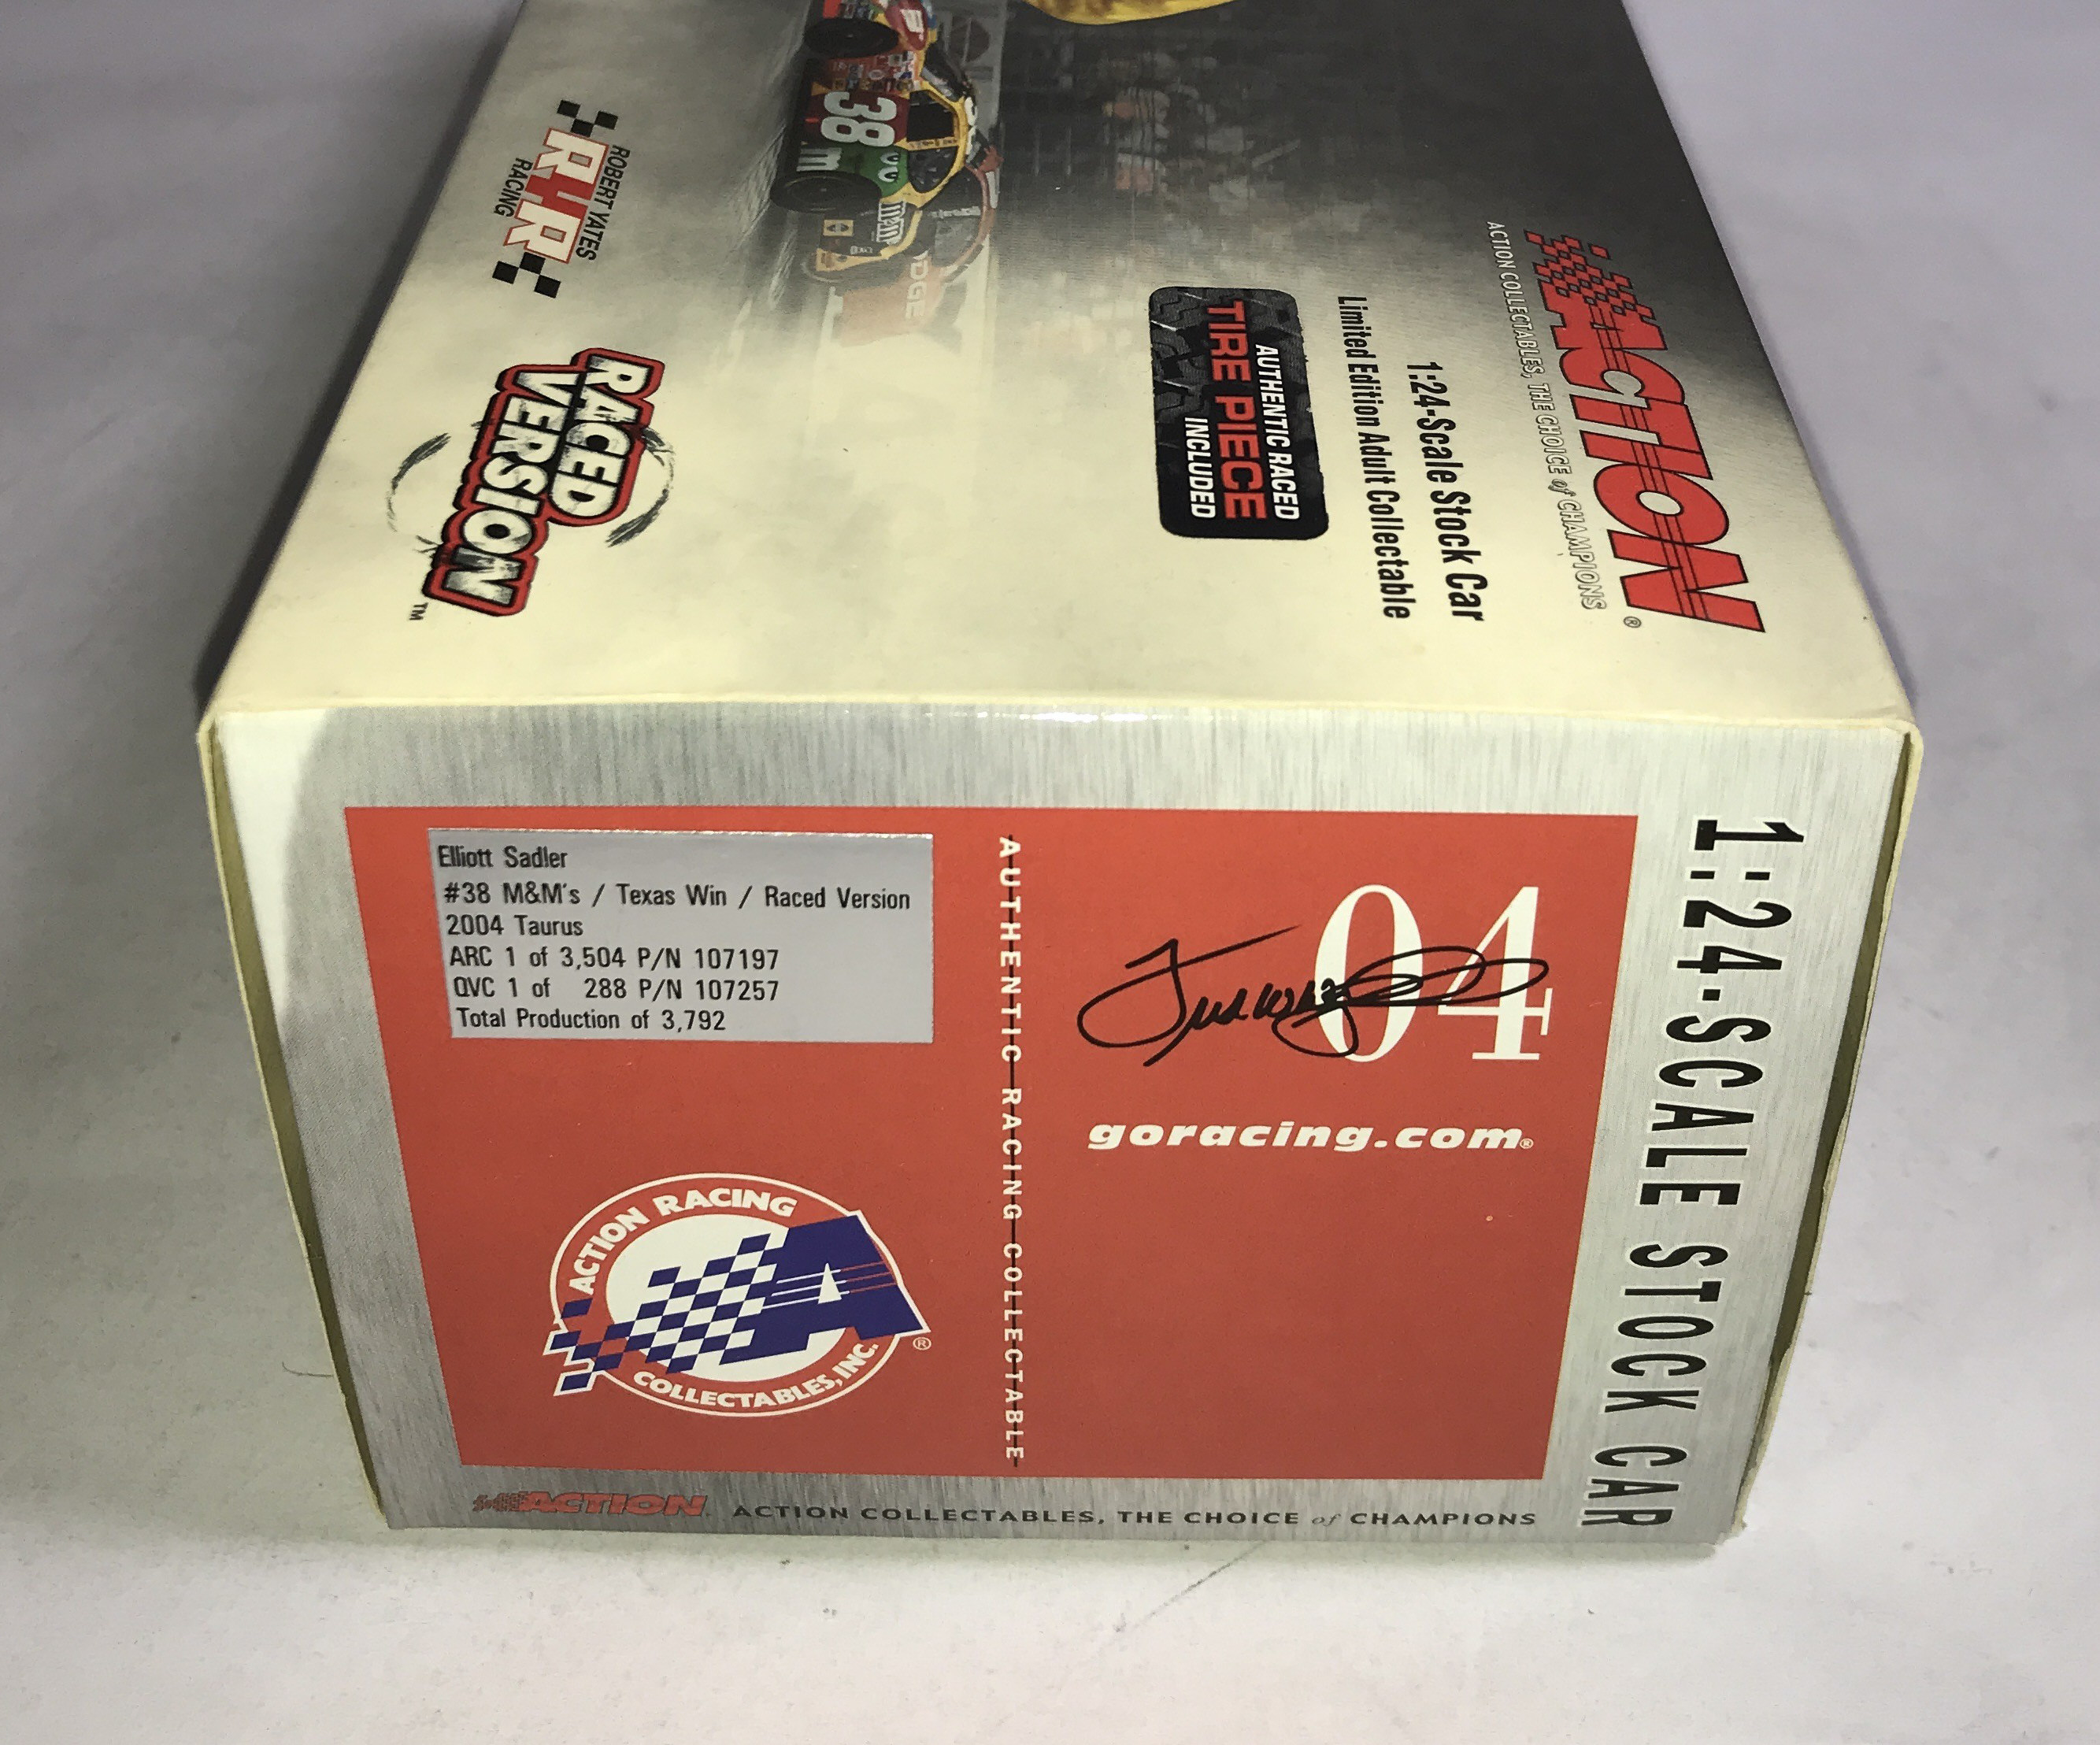 ACTION®
ACTION COLLECTABLES, THE CHOICE of CHAMPIONS
1:24-Scale Stock Car
Limited Edition Adult Collectable
AUTHENTIC RACED
TIRE PIECE
INCLUDED
38
m
m&m's
DGE
ROBERT YATES
RYR
RACING
RACED
VERSION
TM
Elliott Sadler
#38 M&M's / Texas Win / Raced Version
2004 Taurus
ARC 1 of 3,504 P/N 107197
QVC 1 of 288 P/N 107257
Total Production of 3,792
AUTHENTIC RACING COLLECTABLE
04
goracing.com®
ACTION RACING
COLLECTABLES, INC.
®
1:24-SCALE STOCK CAR
ACTION. ACTION COLLECTABLES, THE CHOICE of CHAMPIONS